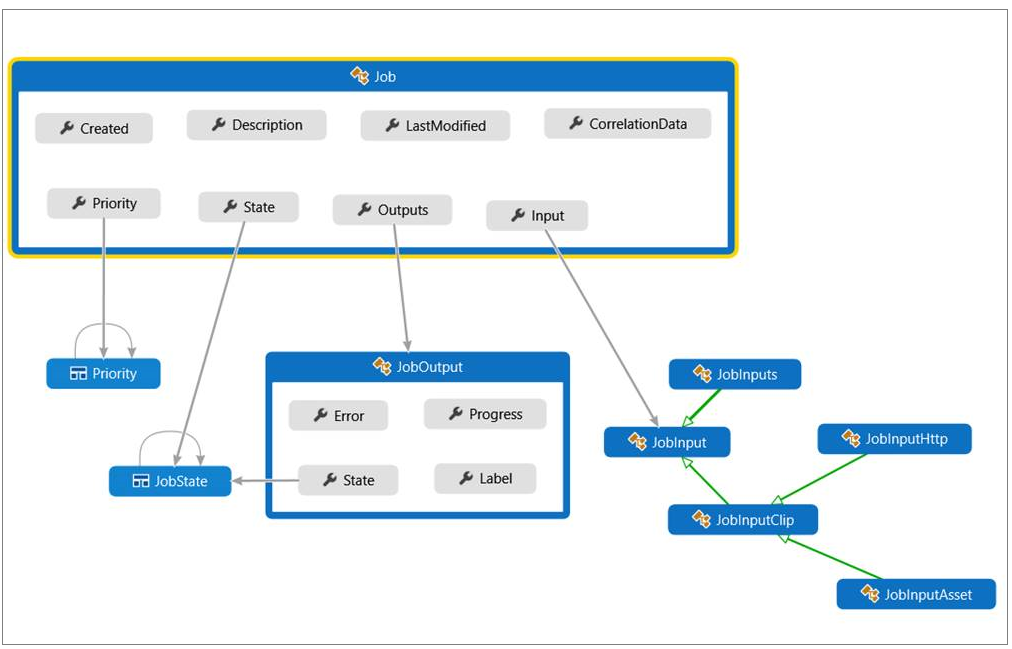 Job
Created
Description
LastModified
CorrelationData
Priority
State
Outputs
Input
Priority
JobOutput
JobInputs
Error
Progress
JobInput
JobInputHttp
JobState
State
Label
JobInputClip
JobInputAsset